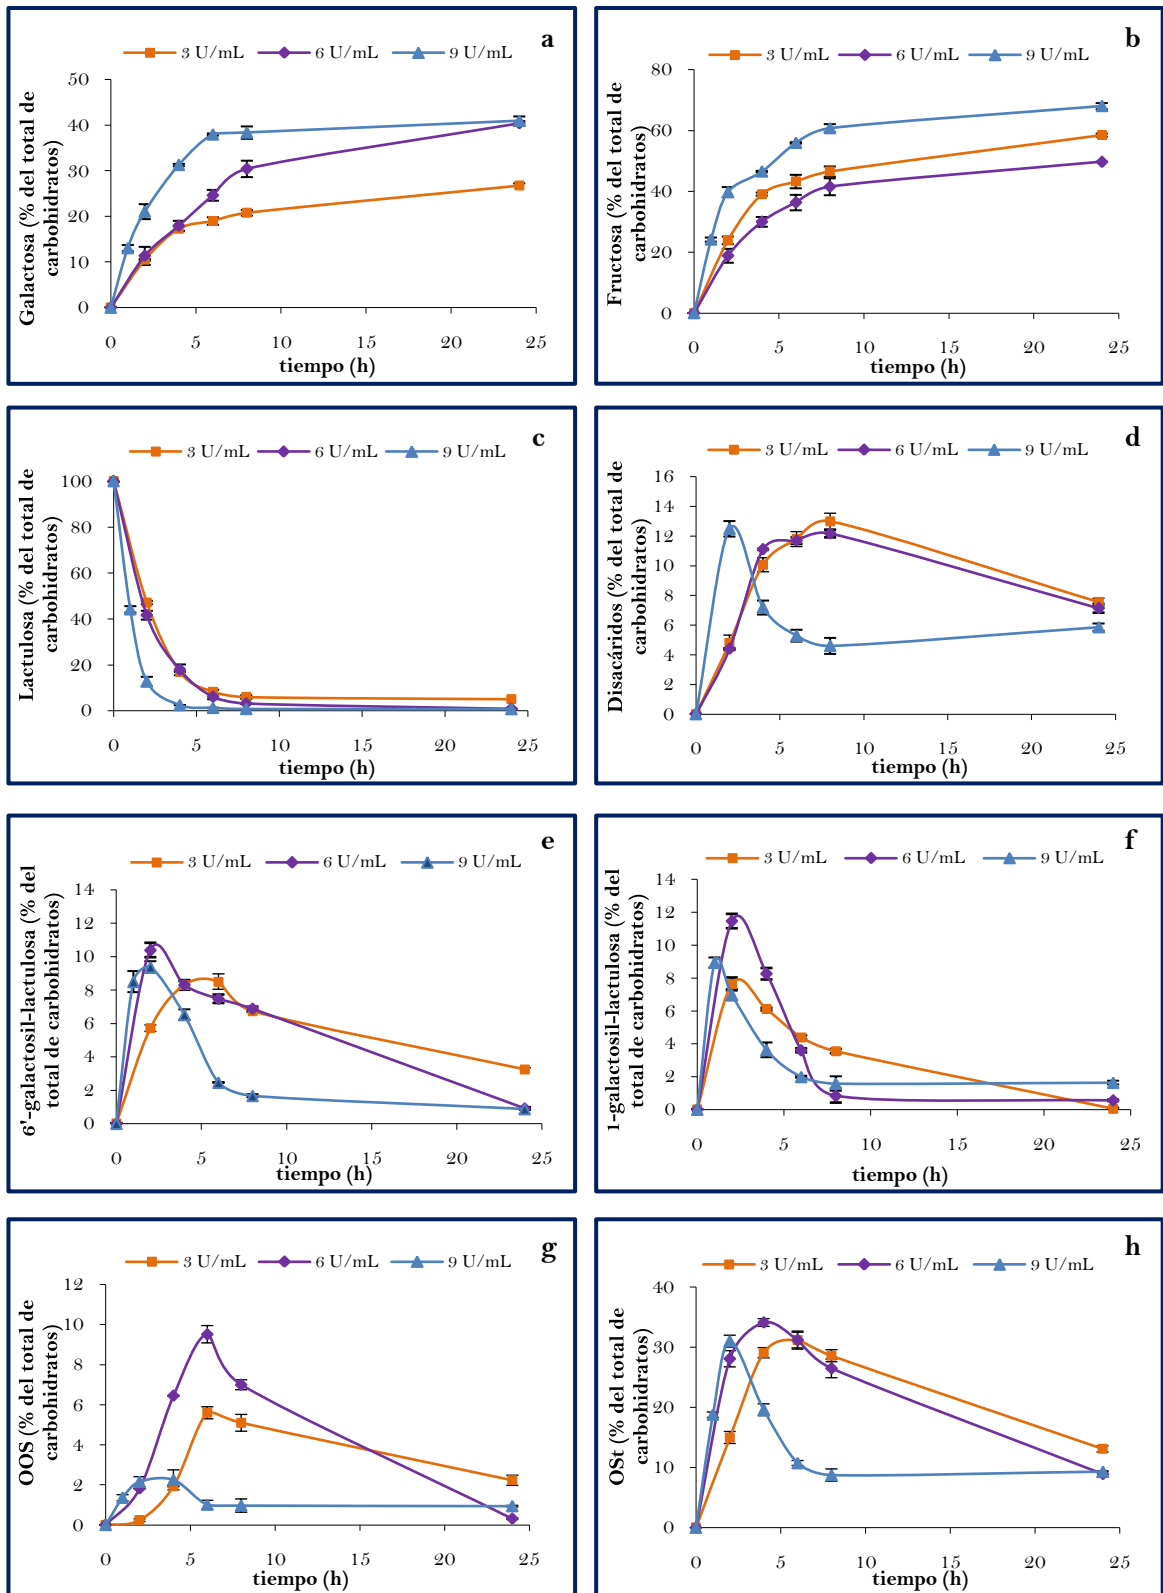 a
3 U/mL 6 U/mL 9 U/mL
Galactosa (% del total de
carbohidratos)
50
40
30
20
10
0
0 5 10 15 20 25
tiempo (h)
b
3 U/mL 6 U/mL 9 U/mL
Fructosa (% del total de
carbohidratos)
80
60
40
20
0
0 5 10 15 20 25
tiempo (h)
c
3 U/mL 6 U/mL 9 U/mL
Lactulosa (% del total de
carbohidratos)
100
80
60
40
20
0
0 5 10 15 20 25
tiempo (h)
d
3 U/mL 6 U/mL 9 U/mL
Disacáridos (% del total de
carbohidratos)
16
14
12
10
8
6
4
2
0
0 5 10 15 20 25
tiempo (h)
e
3 U/mL 6 U/mL 9 U/mL
6’-galactosil-lactulosa (% del
total de carbohidratos)
14
12
10
8
6
4
2
0
0 5 10 15 20 25
tiempo (h)
f
3 U/mL 6 U/mL 9 U/mL
1-galactosil-lactulosa (% del
total de carbohidratos)
14
12
10
8
6
4
2
0
0 5 10 15 20 25
tiempo (h)
g
3 U/mL 6 U/mL 9 U/mL
OOS (% del total de
carbohidratos)
12
10
8
6
4
2
0
0 5 10 15 20 25
tiempo (h)
h
3 U/mL 6 U/mL 9 U/mL
OSt (% del total de
carbohidratos)
40
30
20
10
0
0 5 10 15 20 25
tiempo (h)